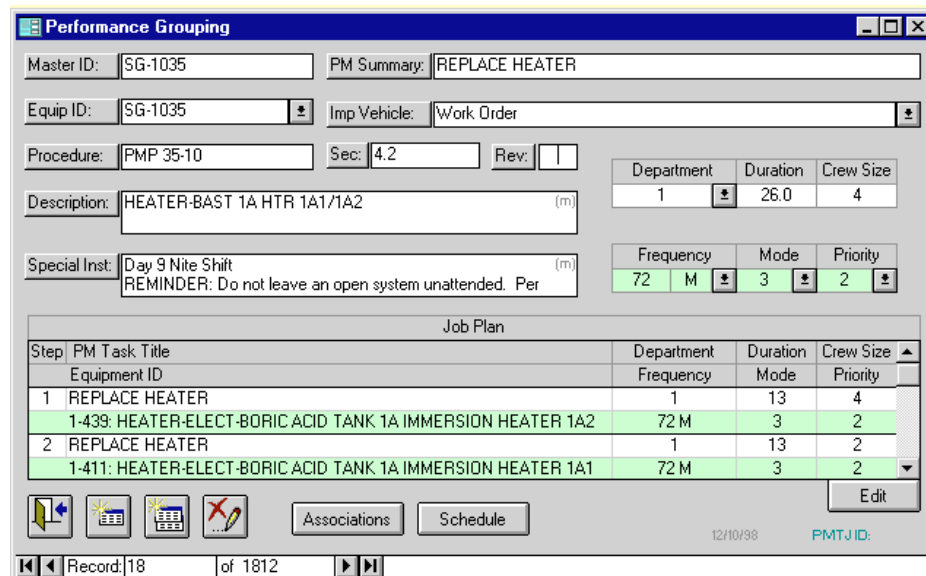 Performance Grouping
Master ID: SG-1035 PM Summary: REPLACE HEATER
Equip ID: SG-1035 Imp Vehicle: Work Order
Procedure: PMP 35-10 Sec: 4.2 Rev:
Department Duration Crew Size
1 26.0 4
Description: HEATER-BAST 1A HTR 1A1/1A2 (m)
Frequency Mode Priority
72 M 3 2
Special Inst: Day 9 Nite Shift (m)
REMINDER: Do not leave an open system unattended. Per
Job Plan
Step PM Task Title Department Duration Crew Size
Equipment ID Frequency Mode Priority
1 REPLACE HEATER 1 13 4
1-439: HEATER-ELECT-BORIC ACID TANK 1A IMMERSION HEATER 1A2 72 M 3 2
2 REPLACE HEATER 1 13 2
1-411: HEATER-ELECT-BORIC ACID TANK 1A IMMERSION HEATER 1A1 72 M 3 2
Edit
Associations Schedule
12/10/98 PMTJID:
Record: 18 of 1812